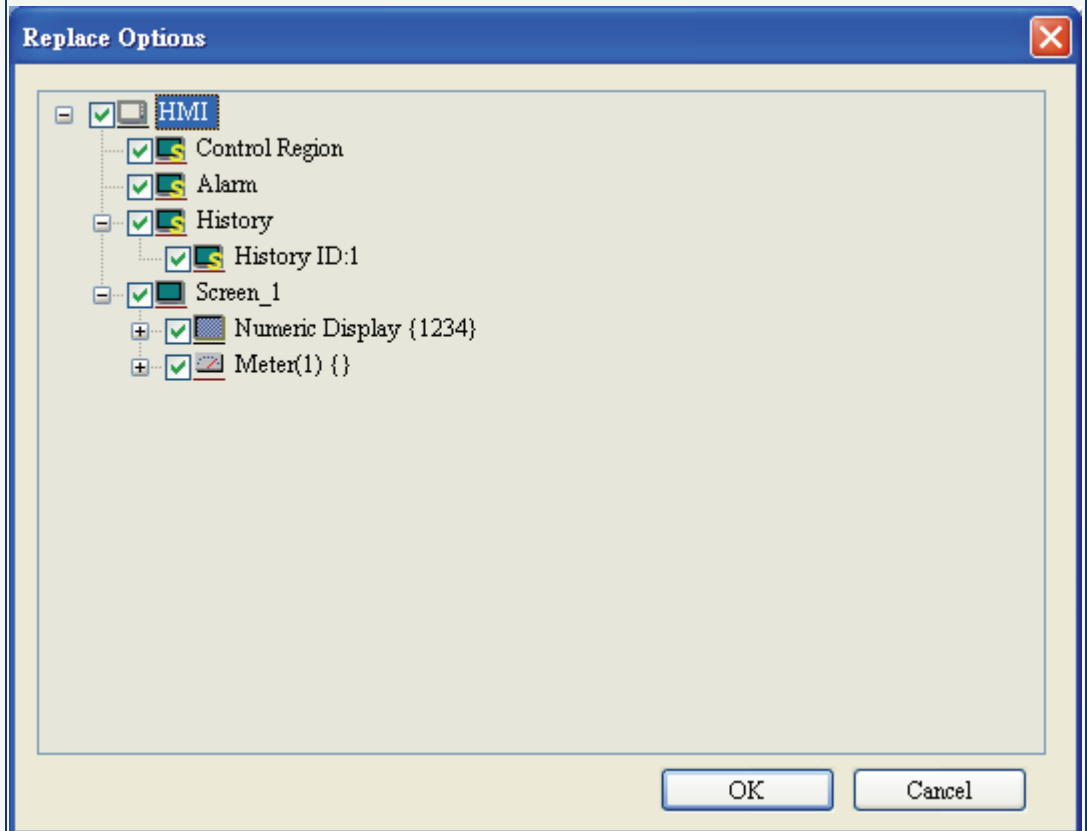 Replace Options
HMI
Control Region
Alarm
History
History ID:1
Screen_1
Numeric Display {1234}
Meter(1) {}
OK Cancel